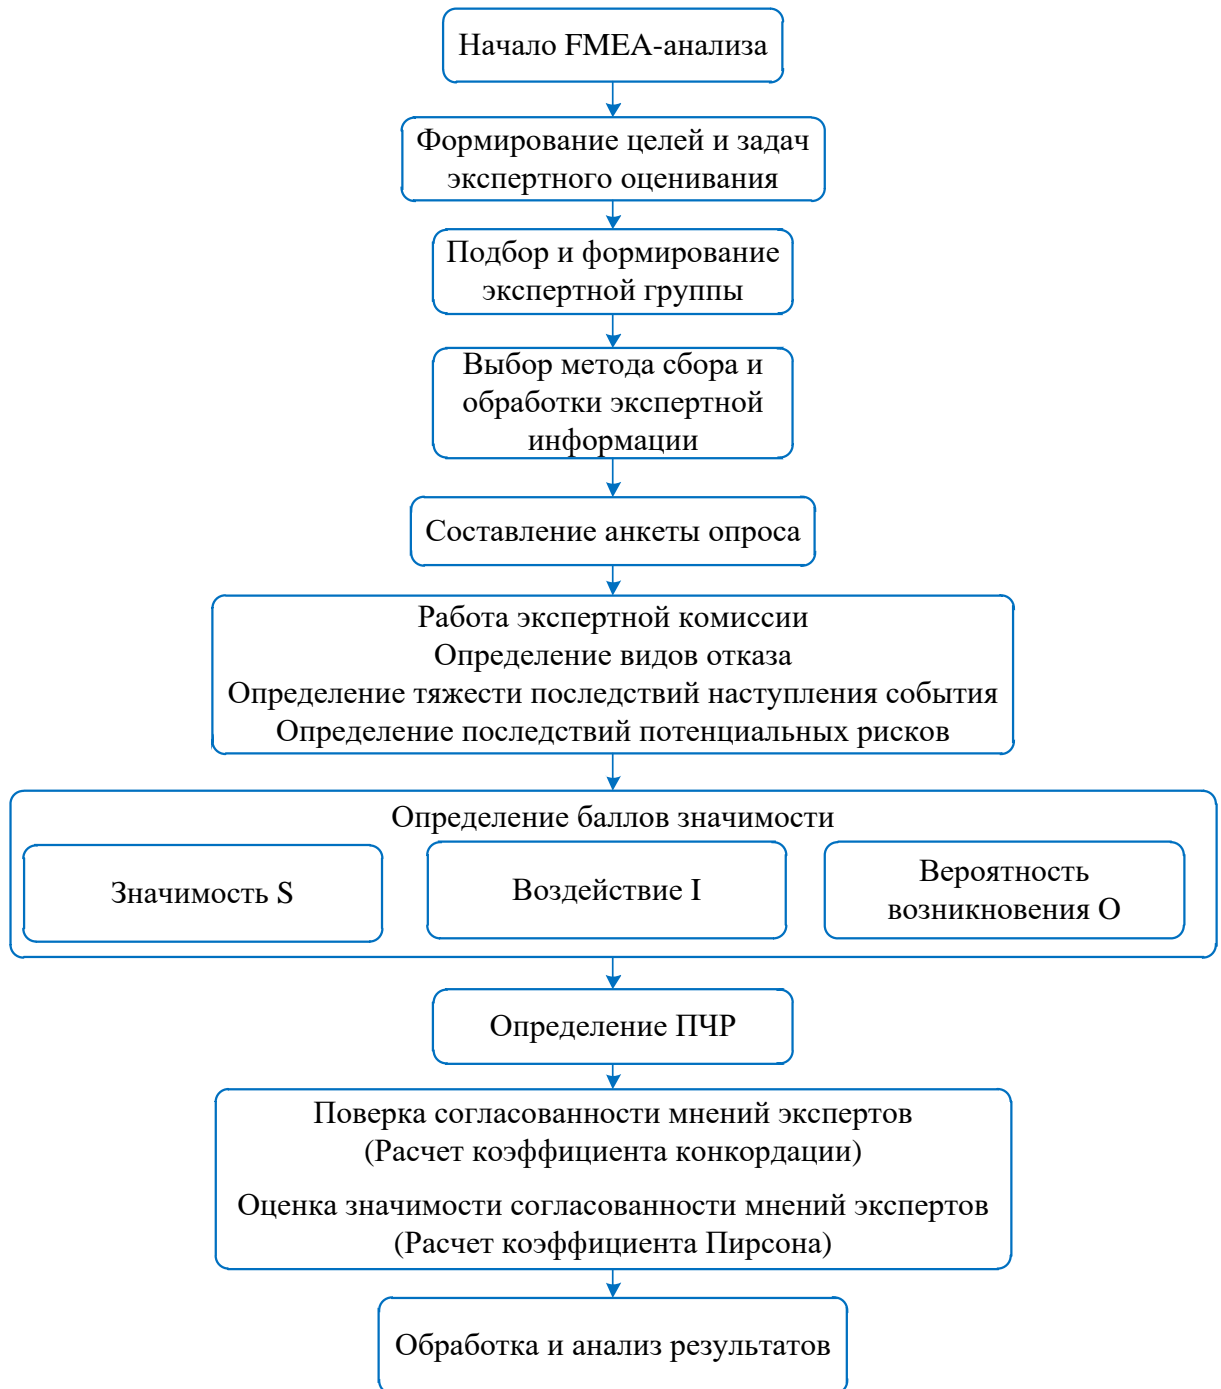 Начало FMEA-анализа
Формирование целей и задач
экспертного оценивания
Подбор и формирование
экспертной группы
Выбор метода сбора и
обработки экспертной
информации
Составление анкеты опроса
Работа экспертной комиссии
Определение видов отказа
Определение тяжести последствий наступления события
Определение последствий потенциальных рисков
Определение баллов значимости
Значимость S
Воздействие I
Вероятность
возникновения O
Определение ПЧР
Поверка согласованности мнений экспертов
(Расчет коэффициента конкордации)
Оценка значимости согласованности мнений экспертов
(Расчет коэффициента Пирсона)
Обработка и анализ результатов